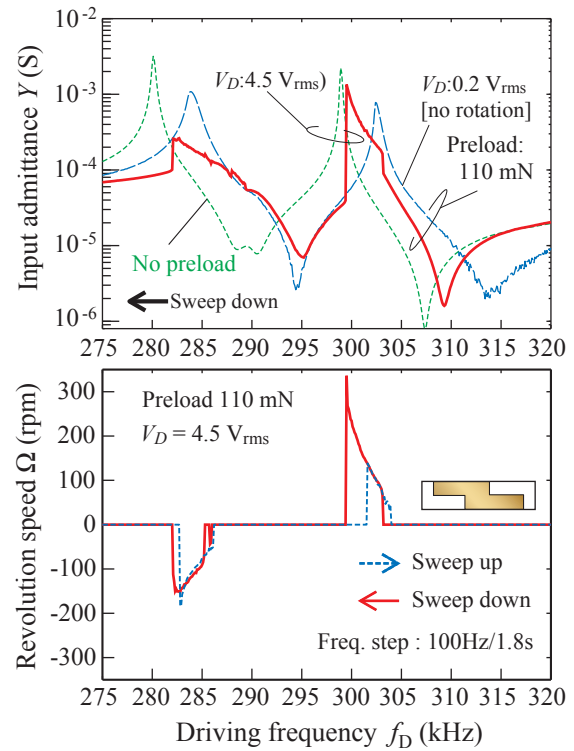 10⁻²
10⁻³
10⁻⁴
10⁻⁵
10⁻⁶
Input admittance Y (S)
V_D:4.5 V_rms)
V_D:0.2 V_rms
[no rotation]
Preload:
110 mN
No preload
Sweep down
275 280 285 290 295 300 305 310 315 320
300
200
100
0
-100
-200
-300
Revolution speed Ω (rpm)
Preload 110 mN
V_D = 4.5 V_rms
Sweep up
Sweep down
Freq. step : 100Hz/1.8s
275 280 285 290 295 300 305 310 315 320
Driving frequency f_D (kHz)